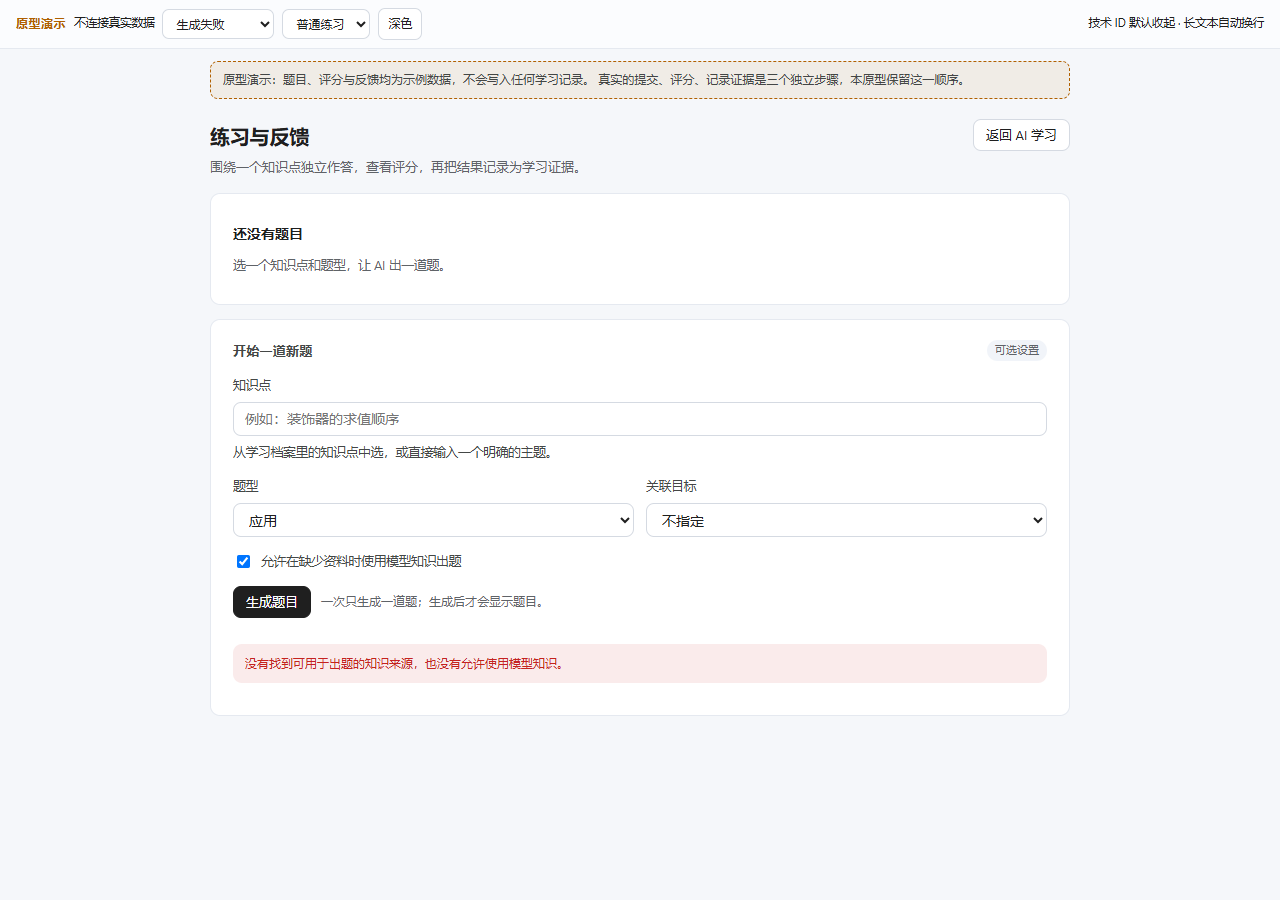 原型演示 不连接真实数据 生成失败 普通练习 深色 技术 ID 默认收起 · 长文本自动换行
原型演示：题目、评分与反馈均为示例数据，不会写入任何学习记录。 真实的提交、评分、记录证据是三个独立步骤，本原型保留这一顺序。
练习与反馈 返回 AI 学习
围绕一个知识点独立作答，查看评分，再把结果记录为学习证据。
还没有题目
选一个知识点和题型，让 AI 出一道题。
开始一道新题 可选设置
知识点
例如：装饰器的求值顺序
从学习档案里的知识点中选，或直接输入一个明确的主题。
题型 关联目标
应用 不指定
允许在缺少资料时使用模型知识出题
生成题目 一次只生成一道题；生成后才会显示题目。
没有找到可用于出题的知识来源，也没有允许使用模型知识。